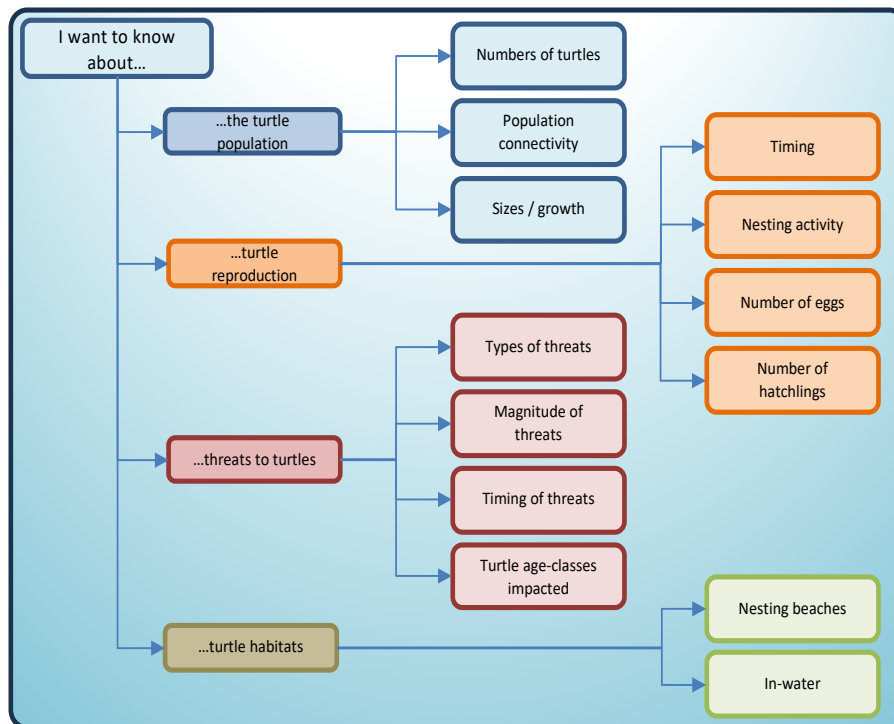 I want to know
about…
…the turtle
population
Numbers of turtles
Population
connectivity
Sizes / growth
…turtle
reproduction
Timing
Nesting activity
Number of eggs
Number of
hatchlings
…threats to turtles
Types of threats
Magnitude of
threats
Timing of threats
Turtle age-classes
impacted
…turtle habitats
Nesting beaches
In-water